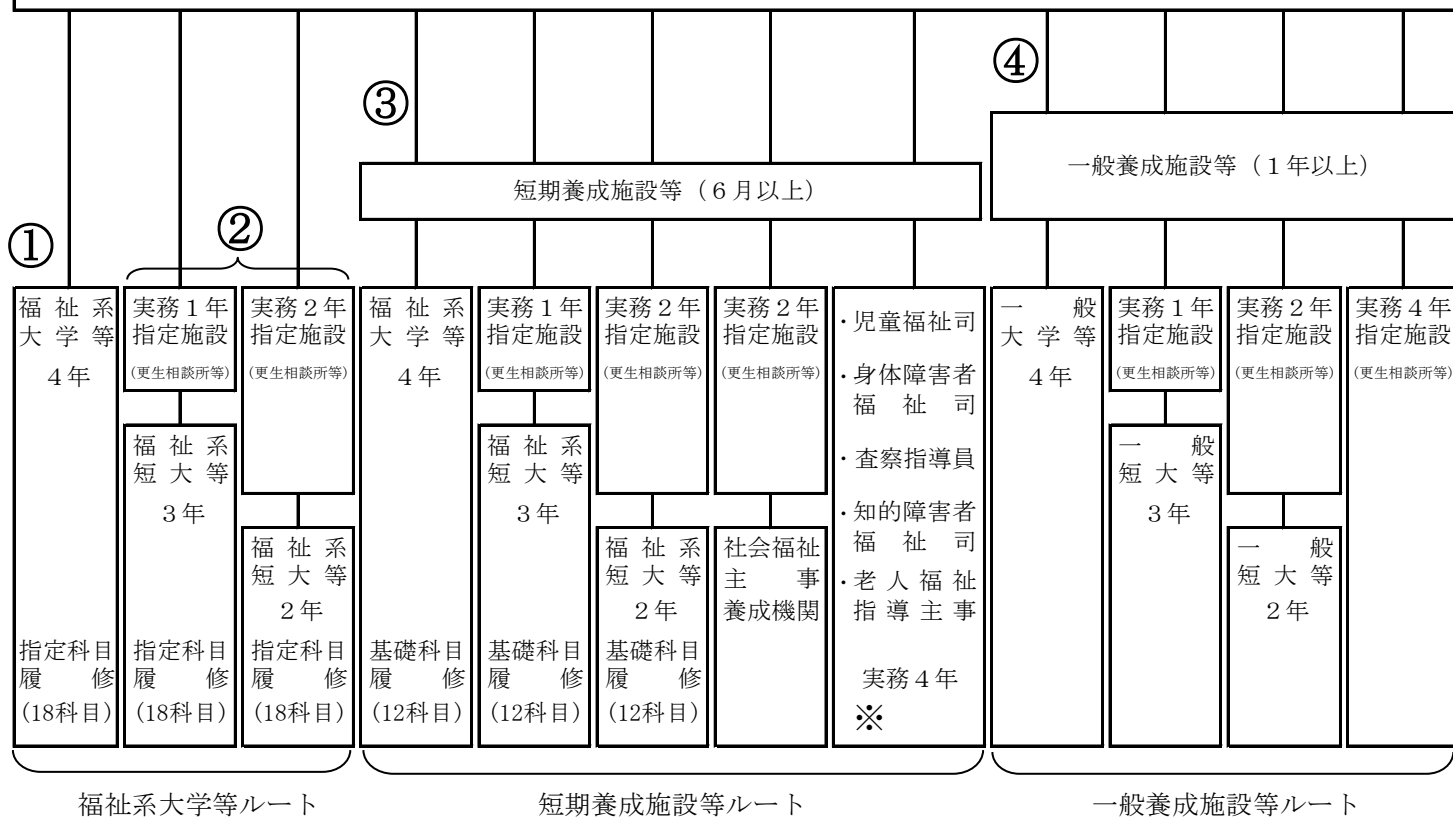 ④
③
一般養成施設等（１年以上）
短期養成施設等（６月以上）
②
①
福祉系
大学等
４年
指定科目
履修
(18科目)
実務１年
指定施設
(更生相談所等)
福祉系
短大等
３年
指定科目
履修
(18科目)
実務２年
指定施設
(更生相談所等)
福祉系
短大等
２年
指定科目
履修
(18科目)
福祉系
大学等
４年
基礎科目
履修
(12科目)
実務１年
指定施設
(更生相談所等)
福祉系
短大等
３年
基礎科目
履修
(12科目)
実務２年
指定施設
(更生相談所等)
福祉系
短大等
２年
基礎科目
履修
(12科目)
実務２年
指定施設
(更生相談所等)
社会福祉
主事
養成機関
・児童福祉司
・身体障害者
福祉司
・査察指導員
・知的障害者
福祉司
・老人福祉
指導主事
実務４年
※
一般
大学等
４年
実務１年
指定施設
(更生相談所等)
一般
短大等
３年
実務２年
指定施設
(更生相談所等)
一般
短大等
２年
実務４年
指定施設
(更生相談所等)
福祉系大学等ルート
短期養成施設等ルート
一般養成施設等ルート